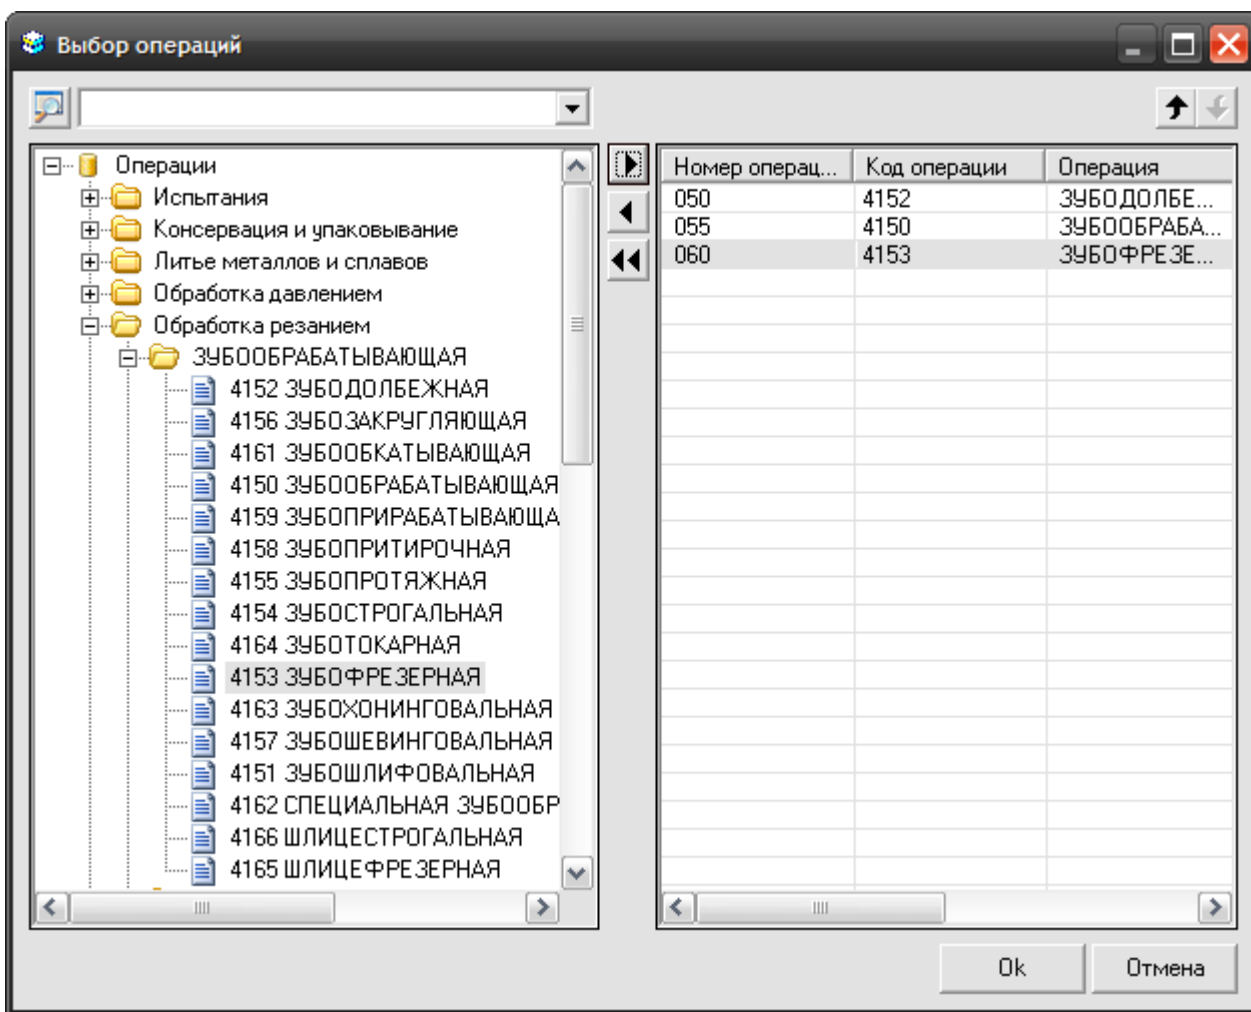 Выбор операций
Операции
Испытания
Консервация и упаковывание
Литье металлов и сплавов
Обработка давлением
Обработка резанием
ЗУБООБРАБАТЫВАЮЩАЯ
4152 ЗУБОДОЛБЕЖНАЯ
4156 ЗУБОЗАКРУГЛЯЮЩАЯ
4161 ЗУБООБКАТЫВАЮЩАЯ
4150 ЗУБООБРАБАТЫВАЮЩАЯ
4159 ЗУБОПРИРАБАТЫВАЮЩА
4158 ЗУБОПРИТИРОЧНАЯ
4155 ЗУБОПРОТЯЖНАЯ
4154 ЗУБОСТРОГАЛЬНАЯ
4164 ЗУБОТОКАРНАЯ
4153 ЗУБОФРЕЗЕРНАЯ
4163 ЗУБОХОНИНГОВАЛЬНАЯ
4157 ЗУБОШЕВИНГОВАЛЬНАЯ
4151 ЗУБОШЛИФОВАЛЬНАЯ
4162 СПЕЦИАЛЬНАЯ ЗУБООБР
4166 ШЛИЦЕСТРОГАЛЬНАЯ
4165 ШЛИЦЕФРЕЗЕРНАЯ
Номер операц... Код операции Операция
050 4152 ЗУБОДОЛБЕ...
055 4150 ЗУБООБРАБА...
060 4153 ЗУБОФРЕЗЕ...
Ok Отмена